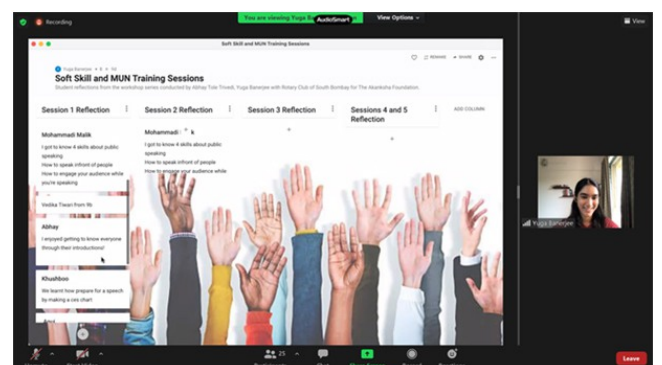 Recording
You are viewing Yuga
AudioSmart
View Options
View
Soft Skill and MUN Training Sessions
REMAKE
SHARE
Yuga Banerjee + 6 • 5d
Soft Skill and MUN Training Sessions
Student reflections from the workshop series conducted by Abhay Tole Trivedi, Yuga Banerjee with Rotary Club of South Bombay for The Akanksha Foundation.
Session 1 Reflection
Session 2 Reflection
Session 3 Reflection
Sessions 4 and 5
Reflection
ADD COLUMN
Mohammadi Malik
I got to know 4 skills about public
speaking
How to speak infront of people
How to engage your audience while
you're speaking
Vedika Tiwari from 9b
Abhay
I enjoyed getting to know everyone
through their introductions!
Khushboo
We learnt how prepare for a speech
by making a ces chart
Mohammadi k
I got to know 4 skills about public
speaking
How to speak infront of people
How to engage your audience while
Yuga Banerjee
25
Leave